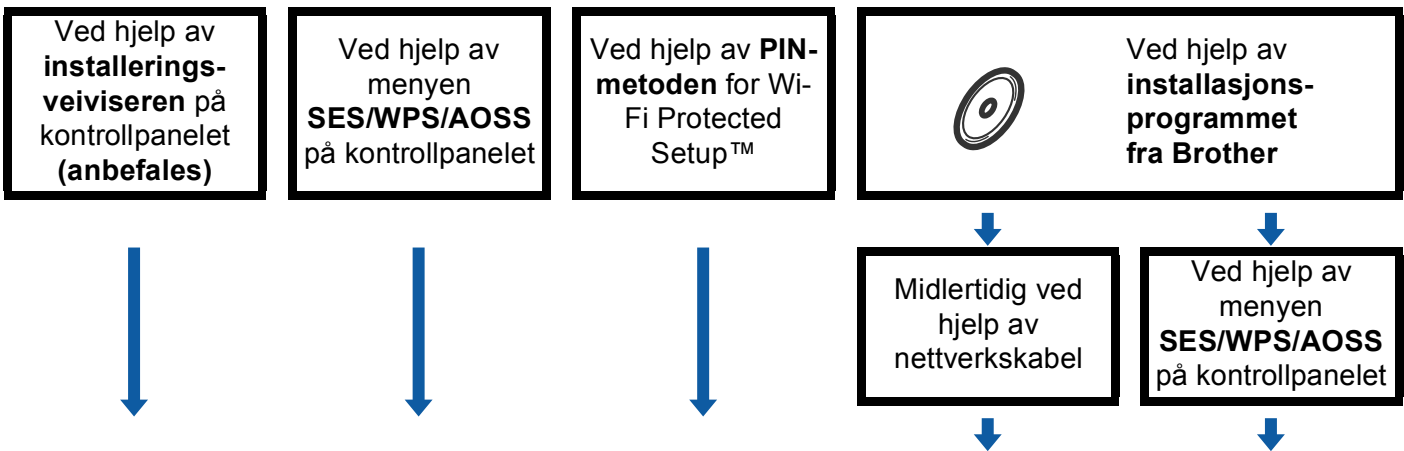 Ved hjelp av
installerings-
veiviseren på
kontrollpanelet
(anbefales)
Ved hjelp av
menyen
SES/WPS/AOSS
på kontrollpanelet
Ved hjelp av PIN-
metoden for Wi-
Fi Protected
Setup™
Ved hjelp av
installasjons-
programmet
fra Brother
Midlertidig ved
hjelp av
nettverkskabel
Ved hjelp av
menyen
SES/WPS/AOSS
på kontrollpanelet